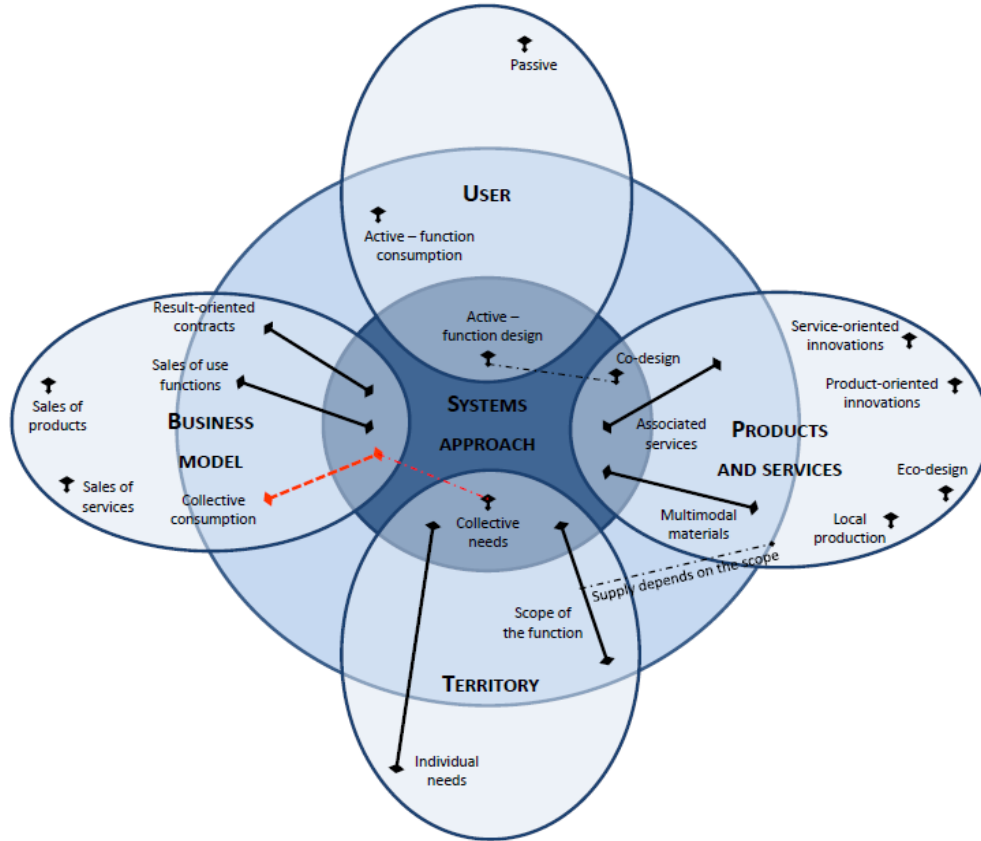 Passive
USER
Active – function
consumption
Result-oriented
contracts
Active –
function design
Service-oriented
innovations
Co-design
Sales of use
functions
Product-oriented
innovations
Sales of
products
BUSINESS
MODEL
SYSTEMS
APPROACH
Associated
services
PRODUCTS
AND SERVICES
Sales of
services
Collective
consumption
Collective
needs
Multimodal
materials
Eco-design
Local
production
Supply depends on the scope
Scope of
the function
TERRITORY
Individual
needs